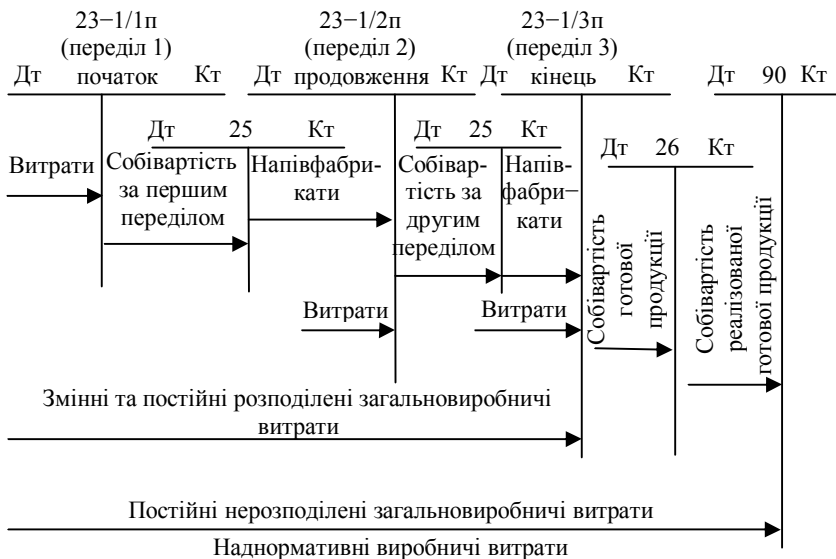 23−1/1п
(переділ 1)
початок
Дт
Кт
23−1/2п
(переділ 2)
продовження
Дт
Кт
23−1/3п
(переділ 3)
кінець
Дт
Кт
Дт 90 Кт
Витрати
Дт 25 Кт
Собівартість
за першим
переділом
Напівфабри-
кати
Дт 25 Кт
Собівар-
тість за
другим
переділом
Напів-
фабри−
кати
Дт 26 Кт
Витрати
Витрати
Собівартість
готової
продукції
Собівартість
реалізованої
готової продукції
Змінні та постійні розподілені загальновиробничі
витрати
Постійні нерозподілені загальновиробничі витрати
Наднормативні виробничі витрати